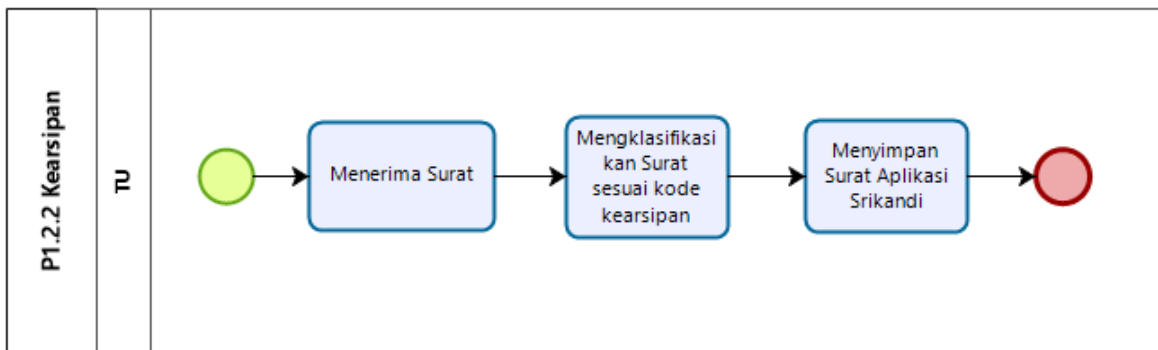 P1.2.2 Kearsipan
TU
Menerima Surat
Mengklasifikasi
kan Surat
sesuai kode
kearsipan
Menyimpan
Surat Aplikasi
Srikandi